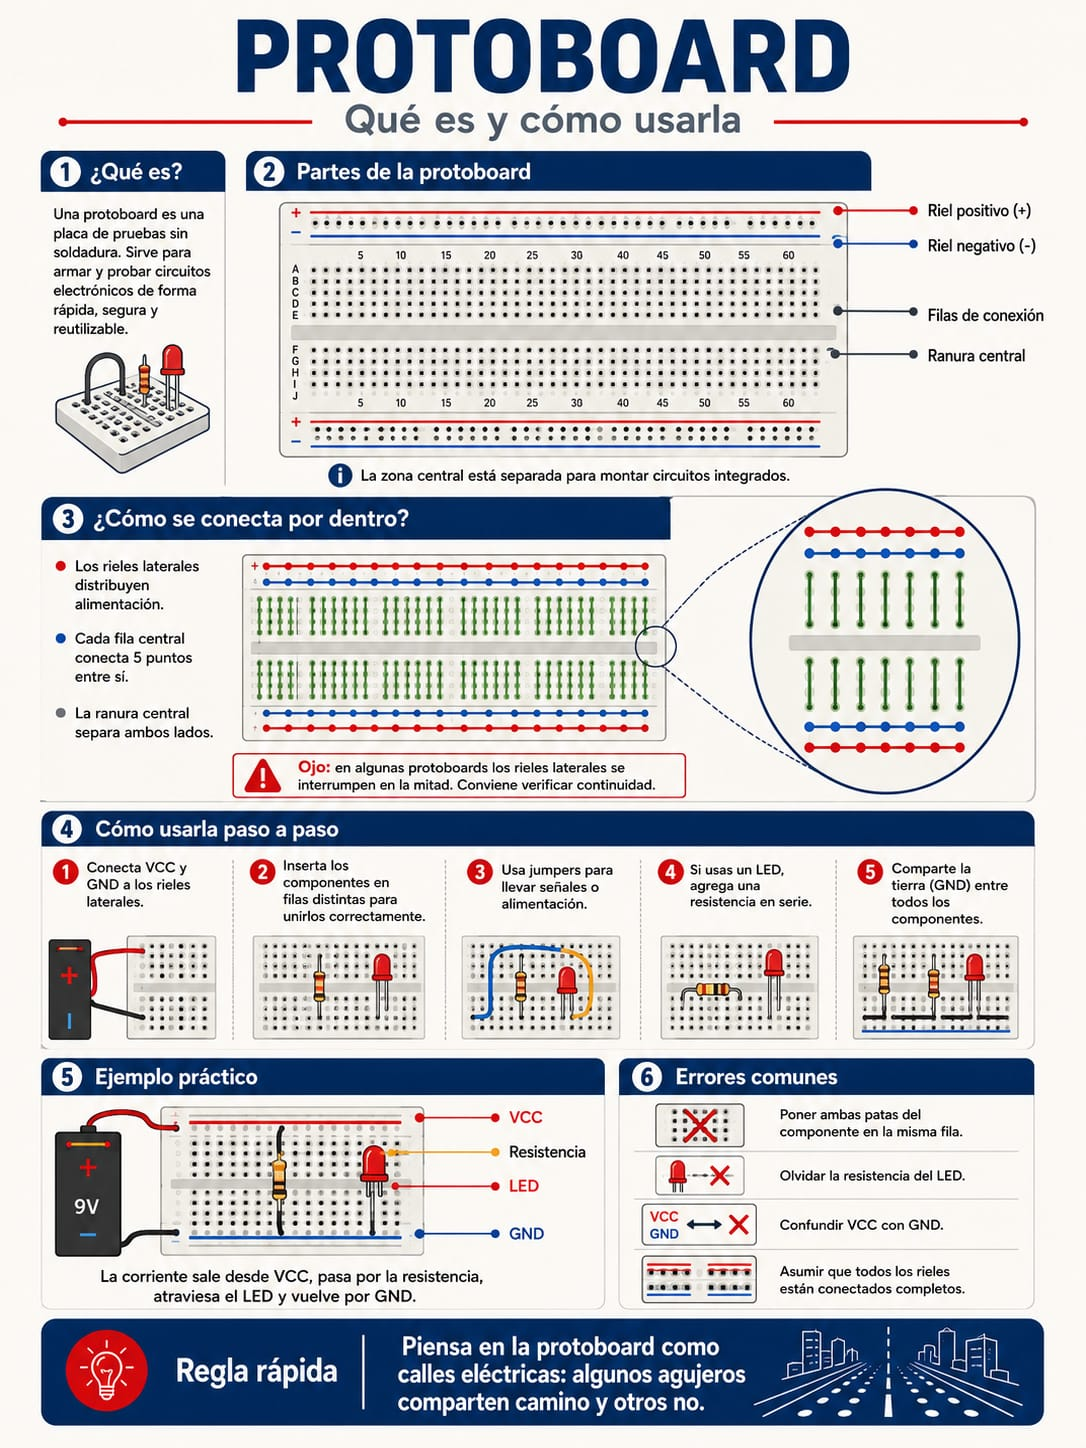 PROTOBOARD
Qué es y cómo usarla
1 ¿Qué es?
Una protoboard es una
placa de pruebas sin
soldadura. Sirve para
armar y probar circuitos
electrónicos de forma
rápida, segura y
reutilizable.
2 Partes de la protoboard
+
−
5 10 15 20 25 30 35 40 45 50 55 60
A
B
C
D
E
F
G
H
I
J
5 10 15 20 25 30 35 40 45 50 55 60
+
−
Riel positivo (+)
Riel negativo (-)
Filas de conexión
Ranura central
i La zona central está separada para montar circuitos integrados.
3 ¿Cómo se conecta por dentro?
Los rieles laterales
distribuyen
alimentación.
Cada fila central
conecta 5 puntos
entre sí.
La ranura central
separa ambos lados.
+
! Ojo: en algunas protoboards los rieles laterales se
interrumpen en la mitad. Conviene verificar continuidad.
4 Cómo usarla paso a paso
1 Conecta VCC y
GND a los rieles
laterales.
+
2 Inserta los
componentes en
filas distintas para
unirlos correctamente.
3 Usa jumpers para
llevar señales o
alimentación.
4 Si usas un LED,
agrega una
resistencia en serie.
5 Comparte la
tierra (GND) entre
todos los
componentes.
5 Ejemplo práctico
+
9V
−
VCC
Resistencia
LED
GND
La corriente sale desde VCC, pasa por la resistencia,
atraviesa el LED y vuelve por GND.
6 Errores comunes
Poner ambas patas del
componente en la misma fila.
Olvidar la resistencia del LED.
VCC
GND
Confundir VCC con GND.
Asumir que todos los rieles
están conectados completos.
Regla rápida
Piensa en la protoboard como
calles eléctricas: algunos agujeros
comparten camino y otros no.